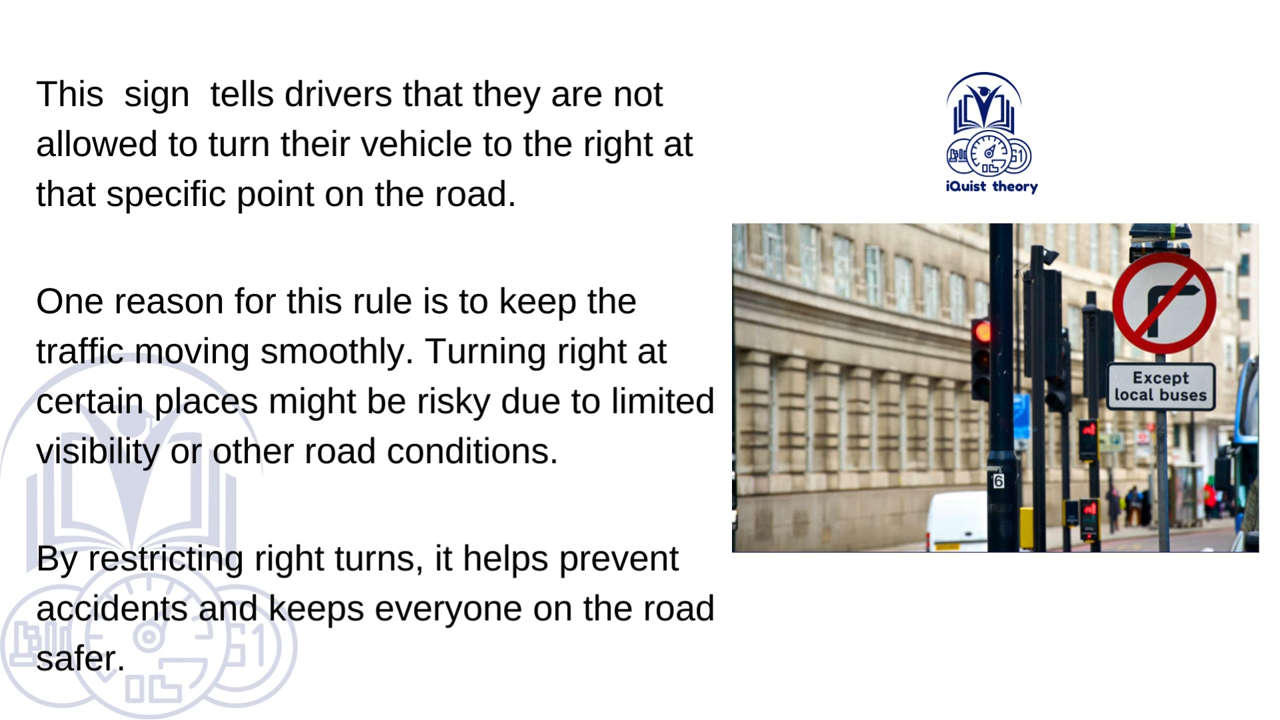 This sign tells drivers that they are not
allowed to turn their vehicle to the right at
that specific point on the road.
One reason for this rule is to keep the
traffic moving smoothly. Turning right at
certain places might be risky due to limited
visibility or other road conditions.
By restricting right turns, it helps prevent
accidents and keeps everyone on the road
safer.
iQuist theory
Except
local buses
6